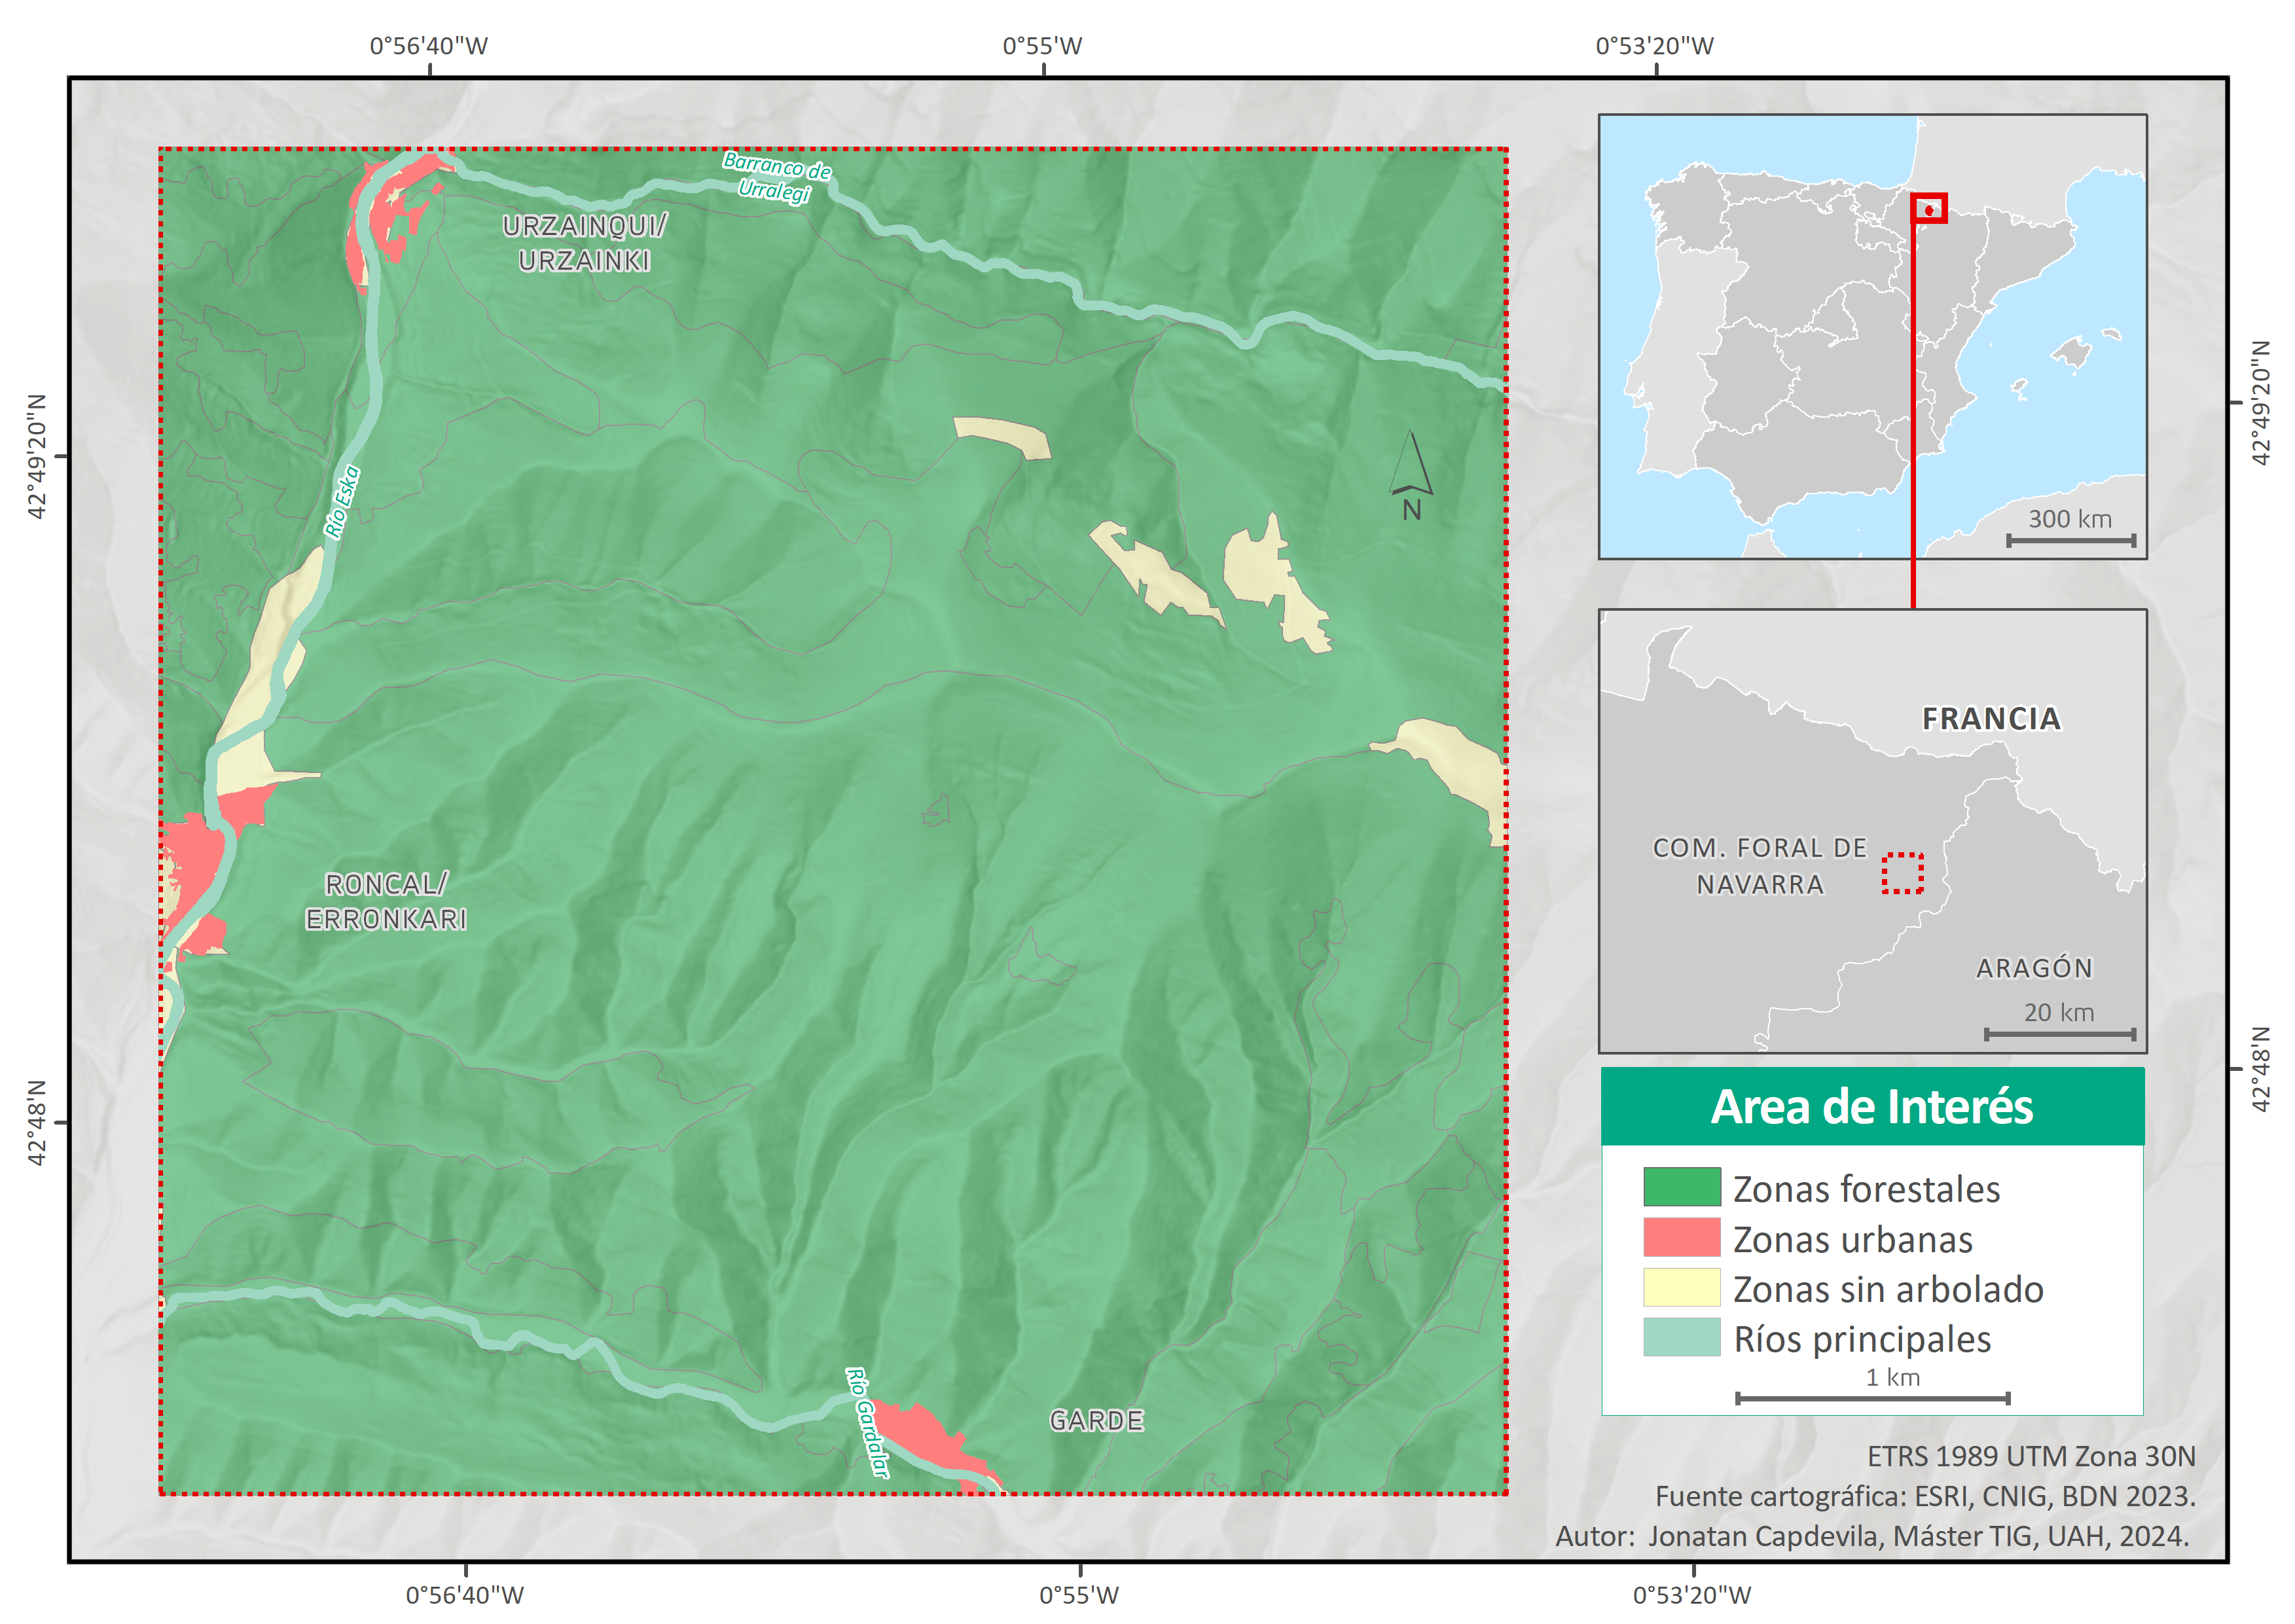 0°56'40"W
0°55'W
0°53'20"W
42°49'20"N
42°49'20"N
42°48'N
42°48'N
Barranco de
Urralegi
URZAINQUI/
URZAINKI
Río Eska
N
RONCAL/
ERRONKARI
Río Gardalar
GARDE
300 km
FRANCIA
COM. FORAL DE
NAVARRA
ARAGÓN
20 km
Area de Interés
Zonas forestales
Zonas urbanas
Zonas sin arbolado
Ríos principales
1 km
ETRS 1989 UTM Zona 30N
Fuente cartográfica: ESRI, CNIG, BDN 2023.
Autor: Jonatan Capdevila, Máster TIG, UAH, 2024.
0°56'40"W
0°55'W
0°53'20"W